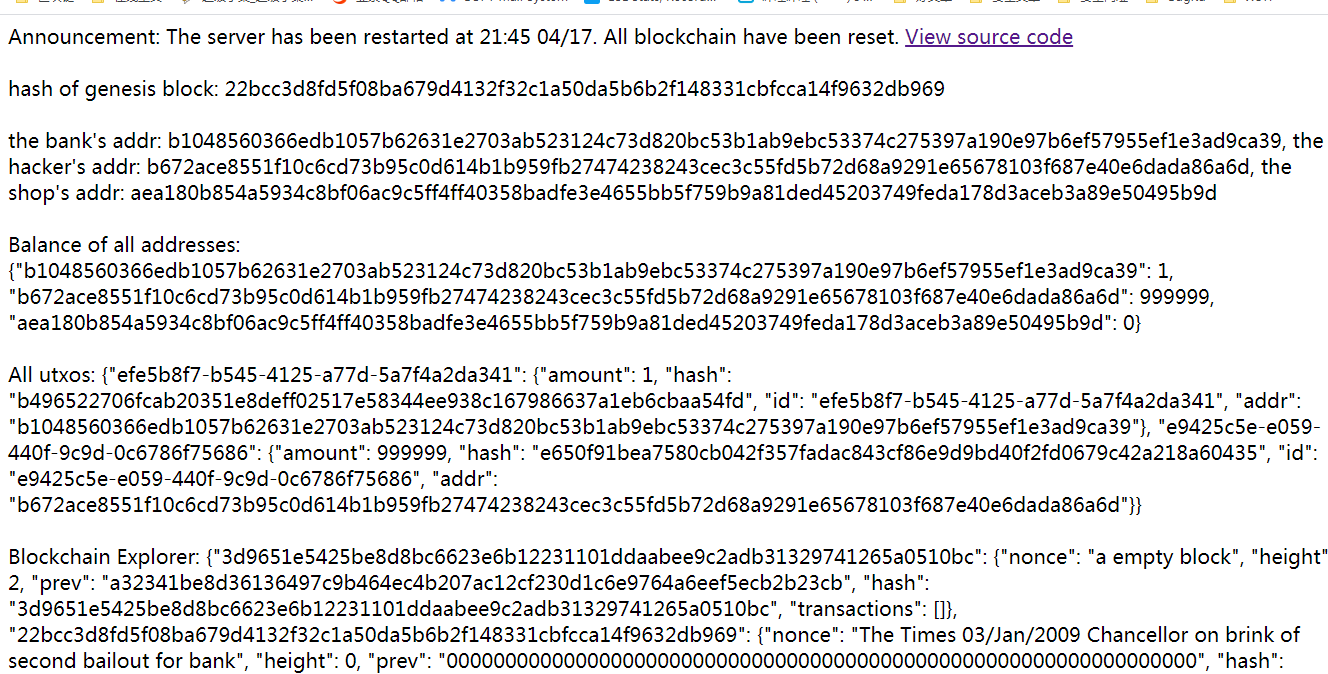 Announcement: The server has been restarted at 21:45 04/17. All blockchain have been reset. View source code
hash of genesis block: 22bcc3d8fd5f08ba679d4132f32c1a50da5b6b2f148331cbfcca14f9632db969
the bank's addr: b1048560366edb1057b62631e2703ab523124c73d820bc53b1ab9ebc53374c275397a190e97b6ef57955ef1e3ad9ca39, the
hacker's addr: b672ace8551f10c6cd73b95c0d614b1b959fb27474238243cec3c55fd5b72d68a9291e65678103f687e40e6dada86a6d, the
shop's addr: aea180b854a5934c8bf06ac9c5ff4ff40358badfe3e4655bb5f759b9a81ded45203749feda178d3aceb3a89e50495b9d
Balance of all addresses:
{"b1048560366edb1057b62631e2703ab523124c73d820bc53b1ab9ebc53374c275397a190e97b6ef57955ef1e3ad9ca39": 1,
"b672ace8551f10c6cd73b95c0d614b1b959fb27474238243cec3c55fd5b72d68a9291e65678103f687e40e6dada86a6d": 999999,
"aea180b854a5934c8bf06ac9c5ff4ff40358badfe3e4655bb5f759b9a81ded45203749feda178d3aceb3a89e50495b9d": 0}
All utxos: {"efe5b8f7-b545-4125-a77d-5a7f4a2da341": {"amount": 1, "hash":
"b496522706fcab20351e8deff02517e58344ee938c167986637a1eb6cbaa54fd", "id": "efe5b8f7-b545-4125-a77d-5a7f4a2da341", "addr":
"b1048560366edb1057b62631e2703ab523124c73d820bc53b1ab9ebc53374c275397a190e97b6ef57955ef1e3ad9ca39"}, "e9425c5e-e059-
440f-9c9d-0c6786f75686": {"amount": 999999, "hash": "e650f91bea7580cb042f357fadac843cf86e9d9bd40f2fd0679c42a218a60435", "id":
"e9425c5e-e059-440f-9c9d-0c6786f75686", "addr":
"b672ace8551f10c6cd73b95c0d614b1b959fb27474238243cec3c55fd5b72d68a9291e65678103f687e40e6dada86a6d"}}
Blockchain Explorer: {"3d9651e5425be8d8bc6623e6b12231101ddaabee9c2adb31329741265a0510bc": {"nonce": "a empty block", "height"
2, "prev": "a32341be8d36136497c9b464ec4b207ac12cf230d1c6e9764a6eef5ecb2b23cb", "hash":
"3d9651e5425be8d8bc6623e6b12231101ddaabee9c2adb31329741265a0510bc", "transactions": []},
"22bcc3d8fd5f08ba679d4132f32c1a50da5b6b2f148331cbfcca14f9632db969": {"nonce": "The Times 03/Jan/2009 Chancellor on brink of
second bailout for bank", "height": 0, "prev": "0000000000000000000000000000000000000000000000000000000000000000", "hash":